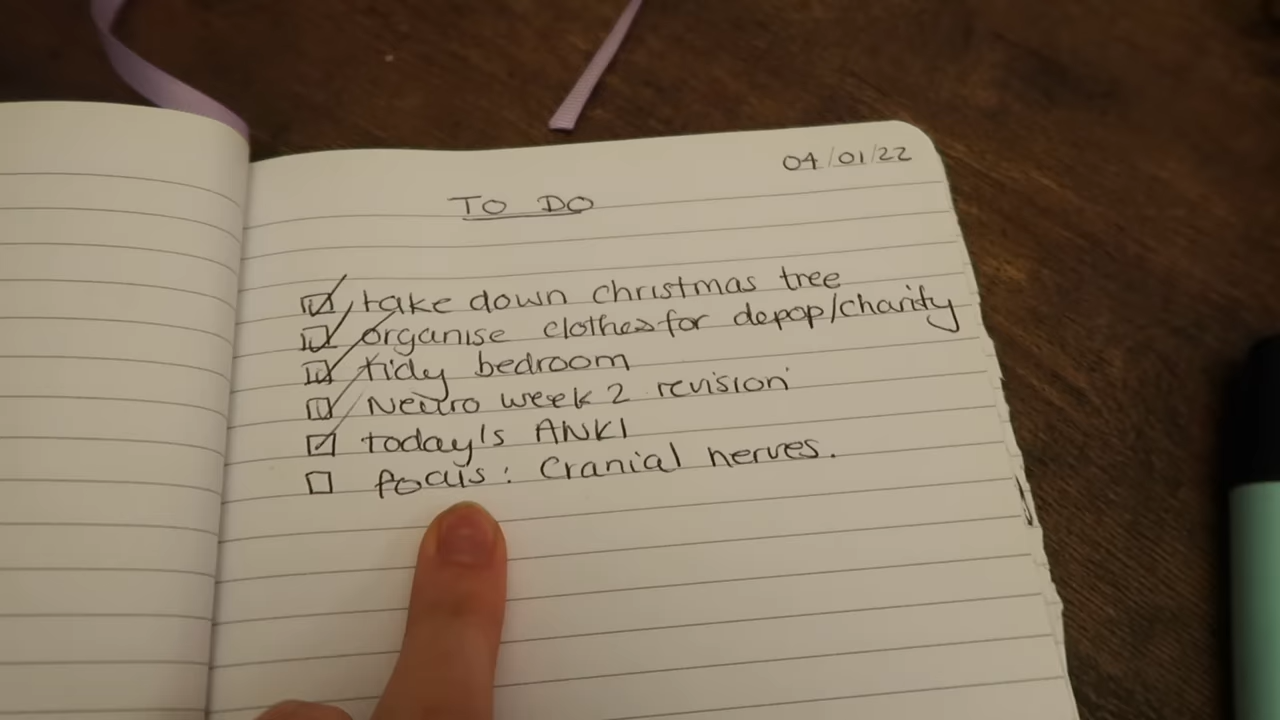 04/01/22
TO DO
take down christmas tree
organise clothes for depop/charity
tidy bedroom
Neuro week 2 revision
today's ANKI
focus: Cranial nerves.